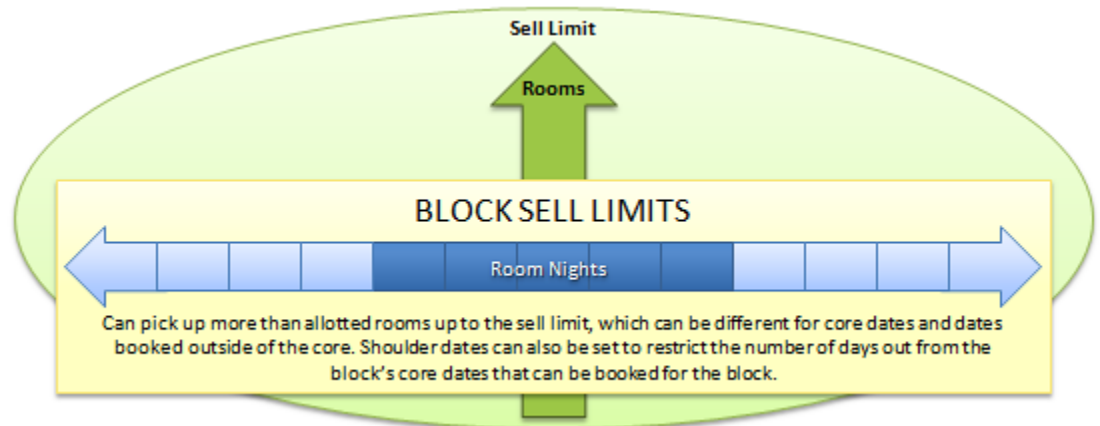 Sell Limit
Rooms
BLOCK SELL LIMITS
Room Nights
Can pick up more than allotted rooms up to the sell limit, which can be different for core dates and dates
booked outside of the core. Shoulder dates can also be set to restrict the number of days out from the
block's core dates that can be booked for the block.